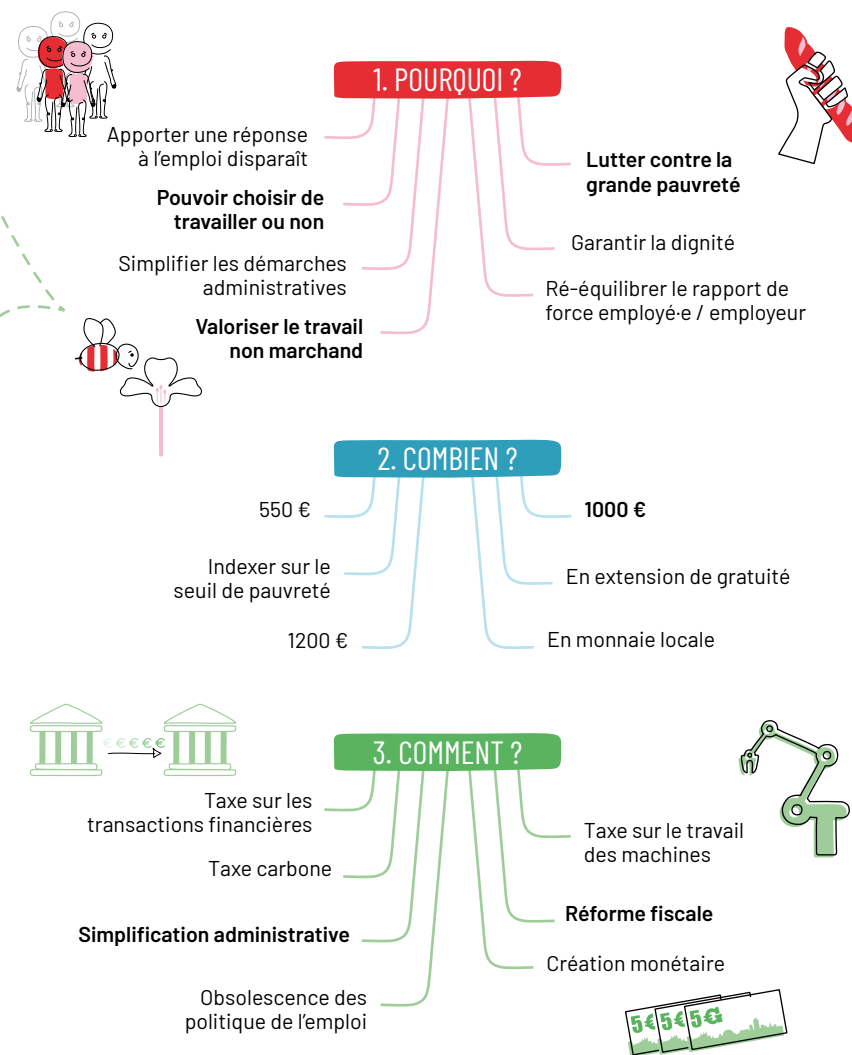 1. POURQUOI ?
Apporter une réponse
à l'emploi disparaît
Pouvoir choisir de
travailler ou non
Simplifier les démarches
administratives
Valoriser le travail
non marchand
Lutter contre la
grande pauvreté
Garantir la dignité
Ré-équilibrer le rapport de
force employé·e / employeur
2. COMBIEN ?
550 €
Indexer sur le
seuil de pauvreté
1200 €
1000 €
En extension de gratuité
En monnaie locale
3. COMMENT ?
€ € € € €
Taxe sur les
transactions financières
Taxe carbone
Simplification administrative
Obsolescence des
politique de l'emploi
Taxe sur le travail
des machines
Réforme fiscale
Création monétaire
5€ 5€ 5G